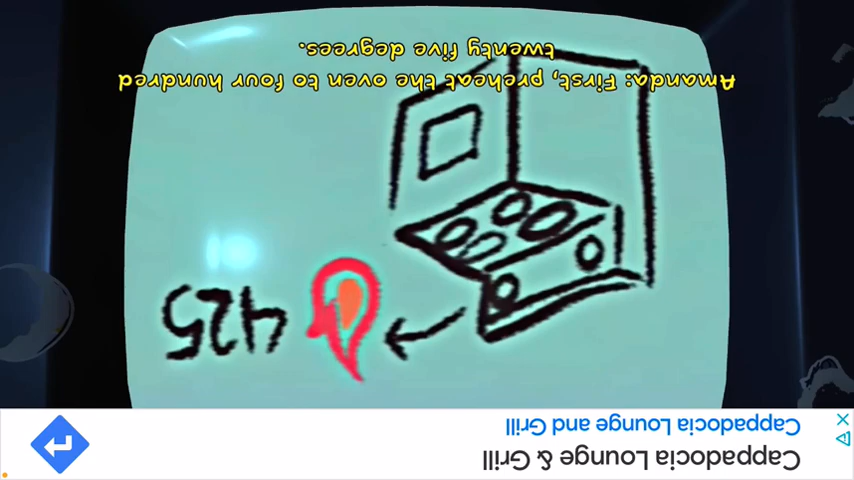 Cappadocia Lounge & Grill
Cappadocia Lounge and Grill
425
Amanda: First, preheat the oven to four hundred
twenty five degrees.